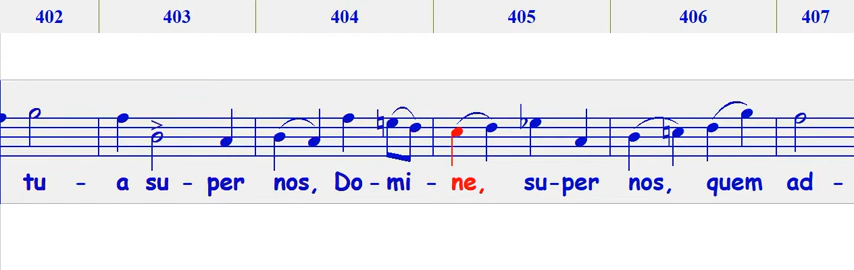 402 403 404 405 406 407
tu - a su - per nos, Do - mi - ne, su - per nos, quem ad -